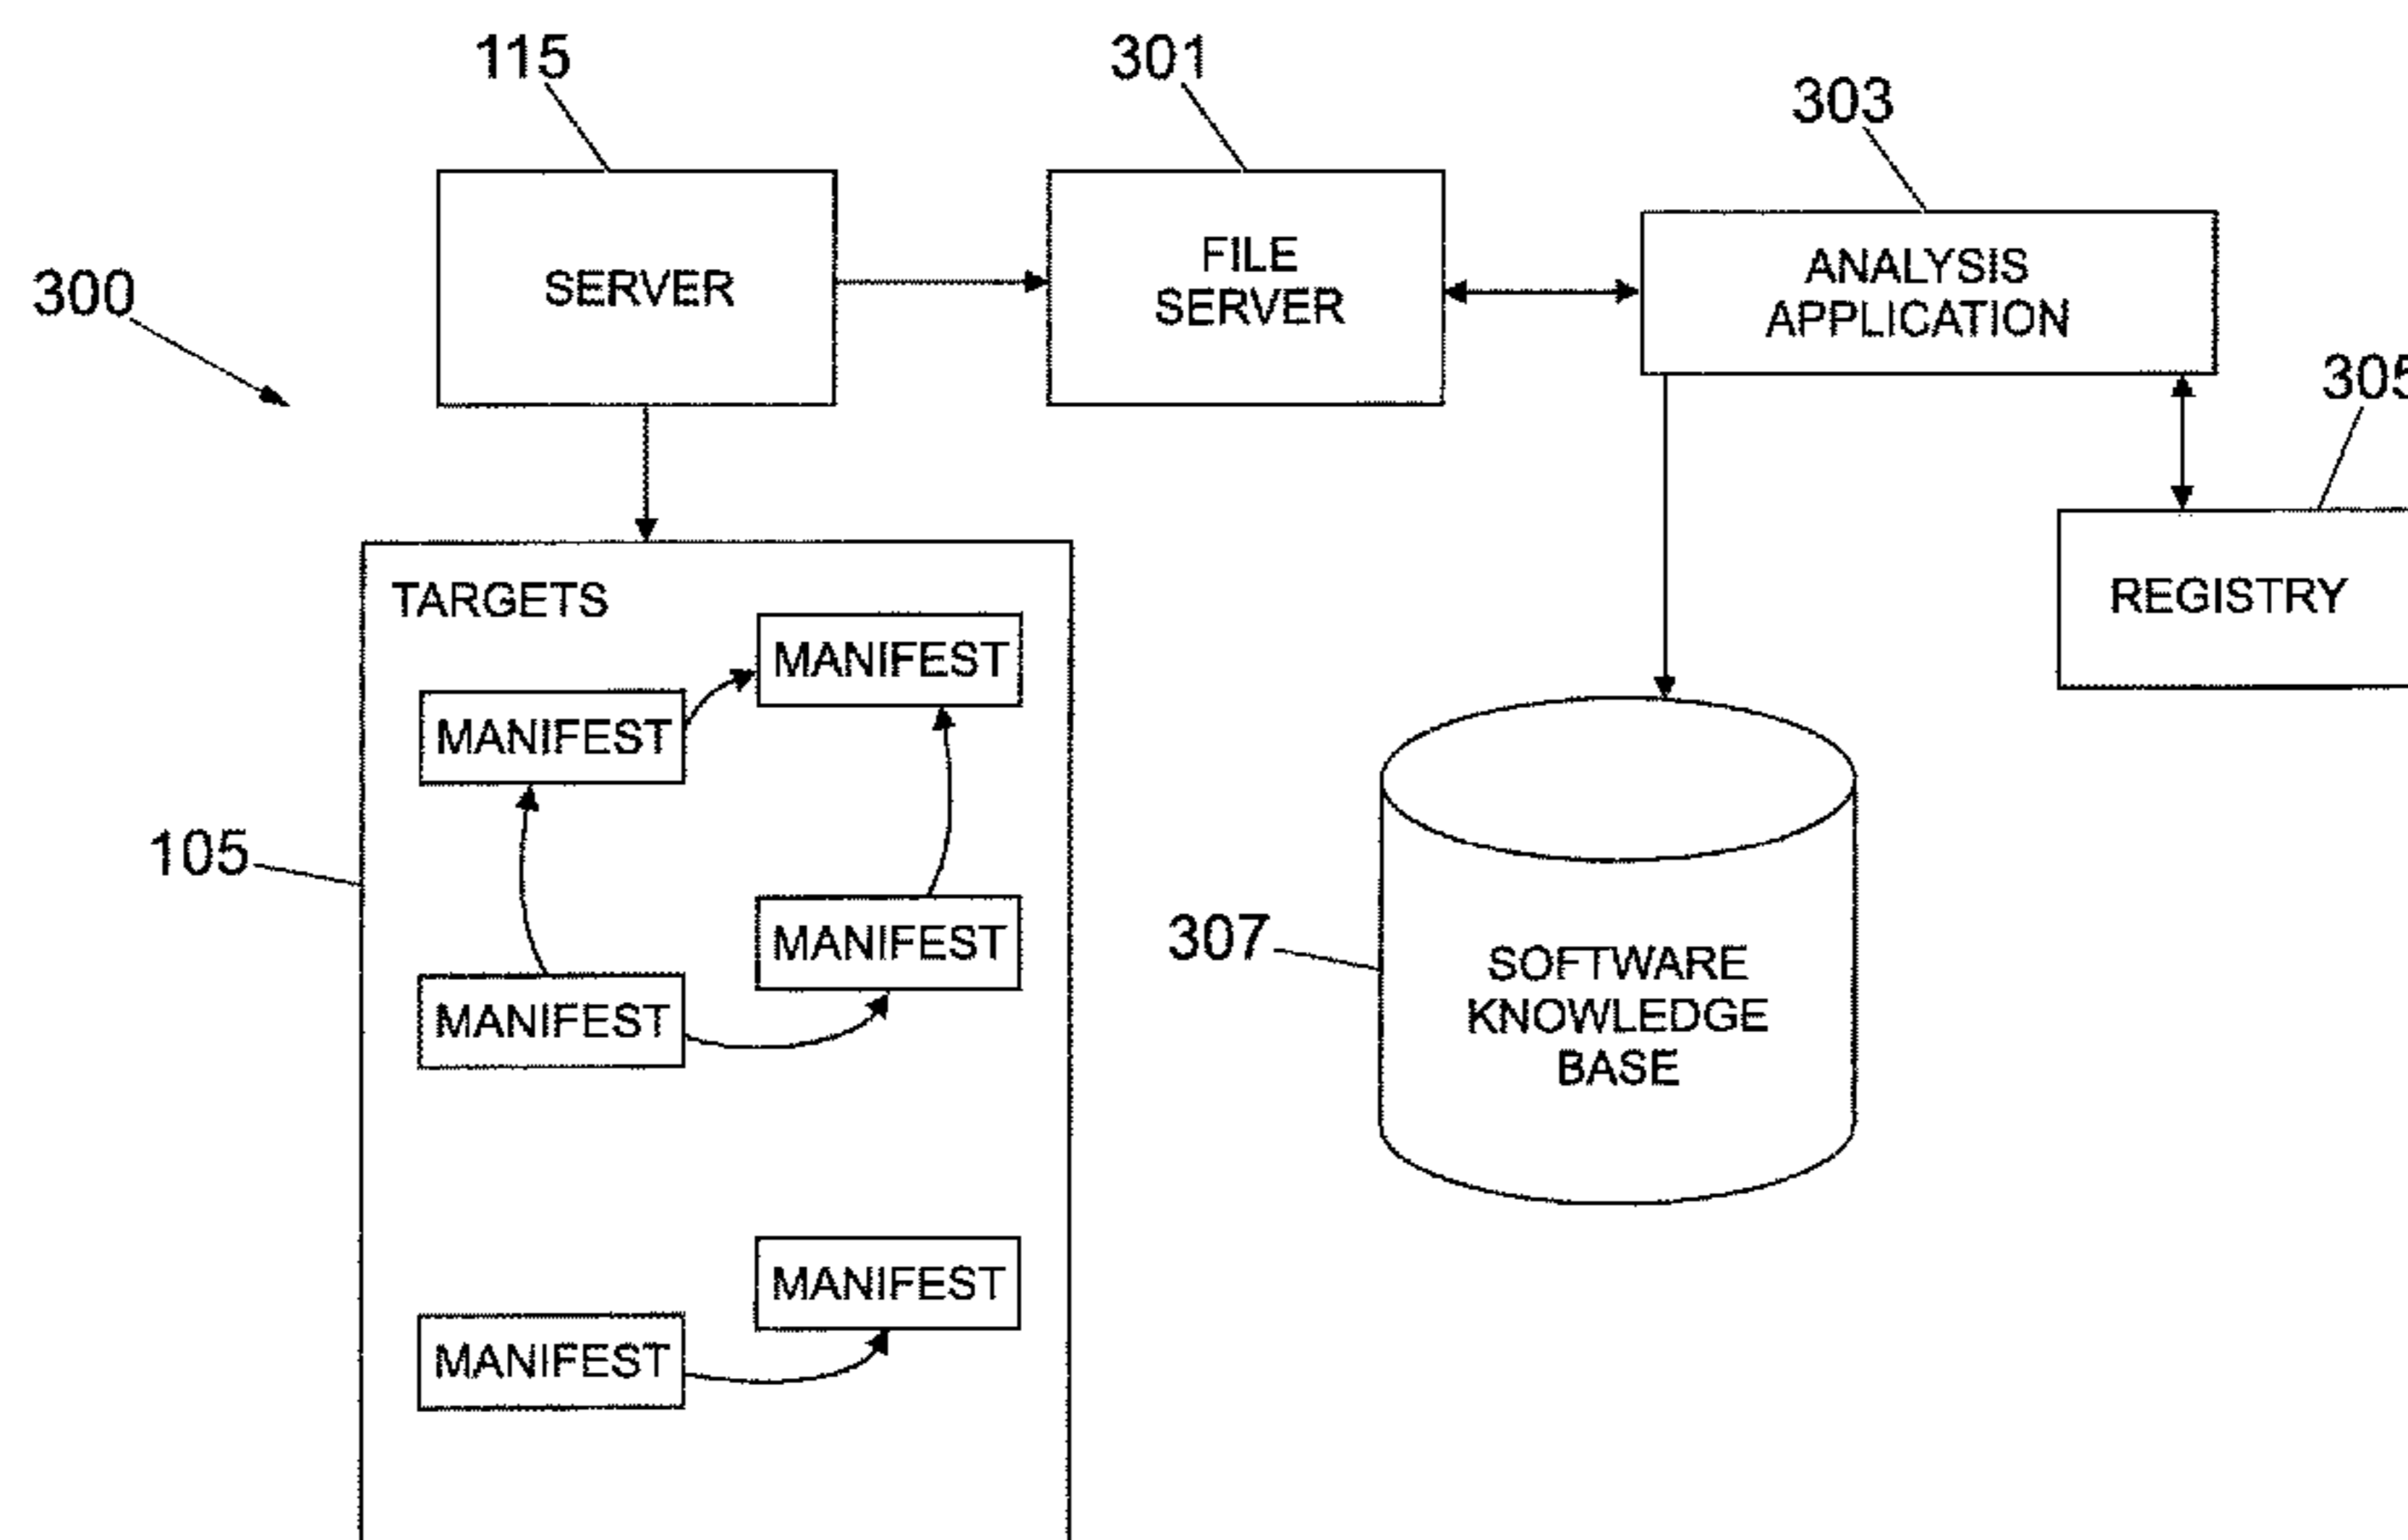 115
301
303
300
SERVER
FILE
SERVER
ANALYSIS
APPLICATION
305
TARGETS
MANIFEST
REGISTRY
MANIFEST
105
MANIFEST
307
SOFTWARE
KNOWLEDGE
BASE
MANIFEST
MANIFEST
MANIFEST